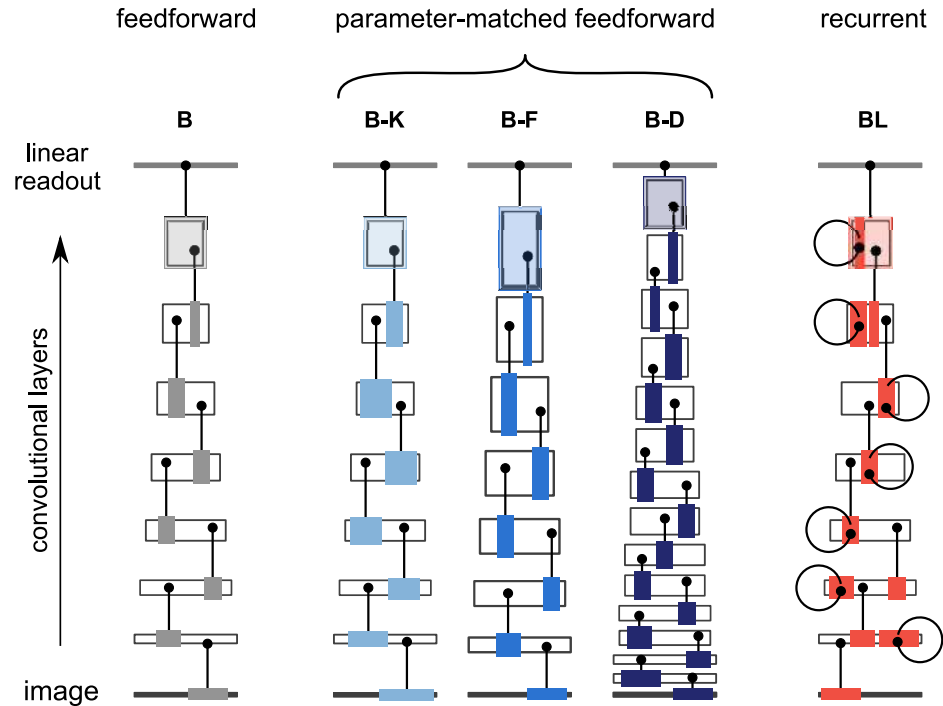 feedforward
parameter-matched feedforward
recurrent
B
B-K
B-F
B-D
BL
linear
readout
convolutional layers
image